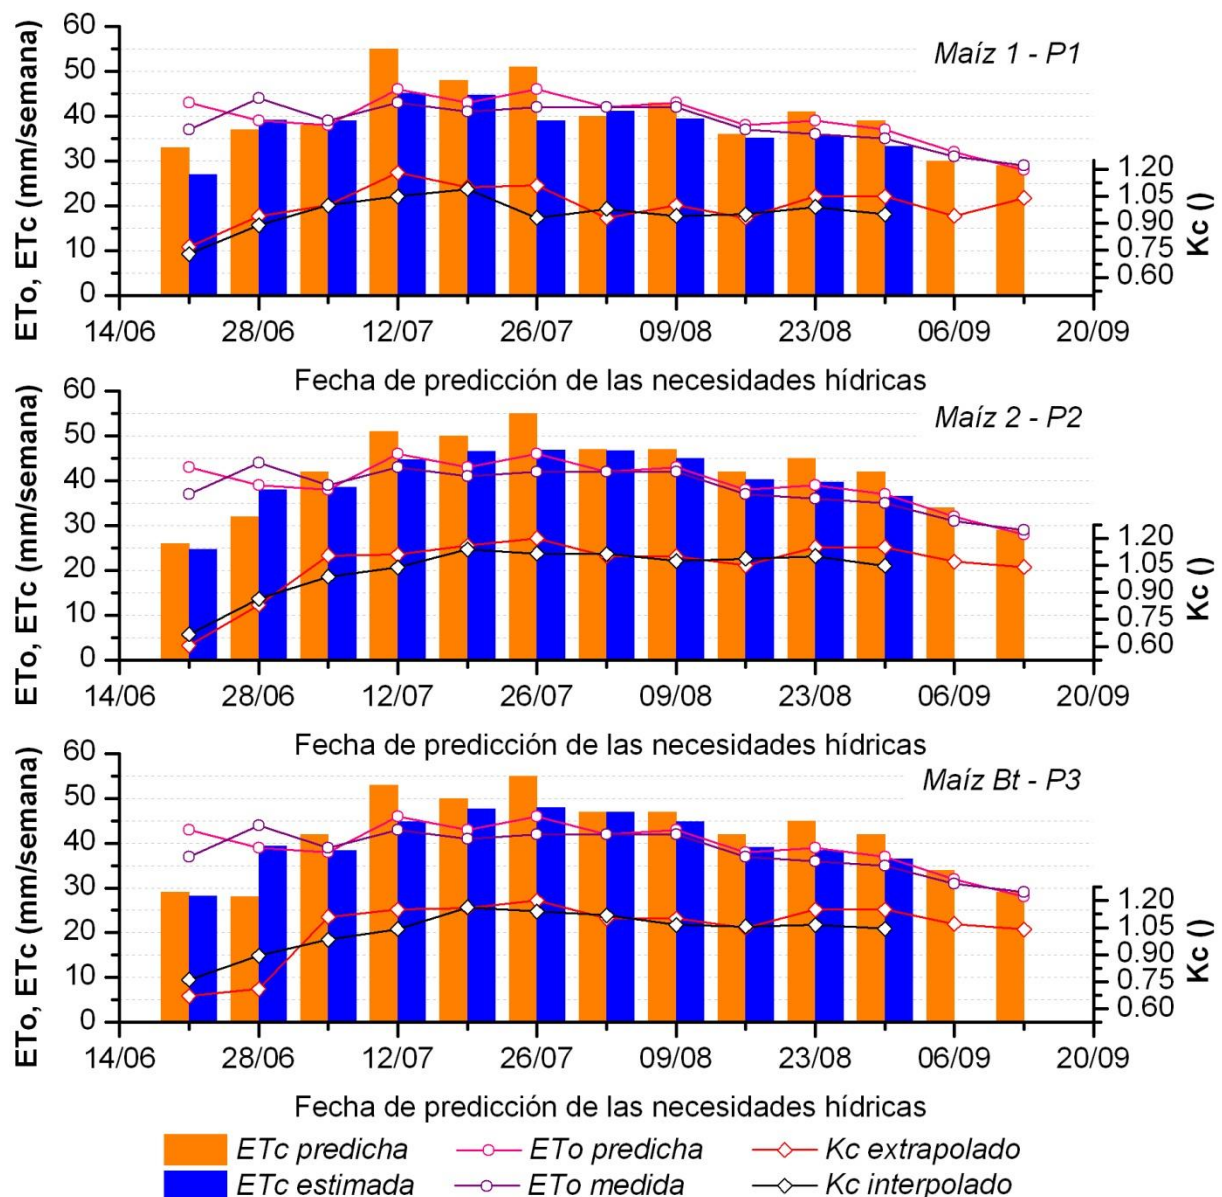 Maíz 1 - P1
ETo, ETc (mm/semana)
60
50
40
30
20
10
0
1.20
1.05
0.90
0.75
0.60
Kc ()
14/06 28/06 12/07 26/07 09/08 23/08 06/09 20/09
Fecha de predicción de las necesidades hídricas
Maíz 2 - P2
ETo, ETc (mm/semana)
60
50
40
30
20
10
0
1.20
1.05
0.90
0.75
0.60
Kc ()
14/06 28/06 12/07 26/07 09/08 23/08 06/09 20/09
Fecha de predicción de las necesidades hídricas
Maíz Bt - P3
ETo, ETc (mm/semana)
60
50
40
30
20
10
0
1.20
1.05
0.90
0.75
0.60
Kc ()
14/06 28/06 12/07 26/07 09/08 23/08 06/09 20/09
Fecha de predicción de las necesidades hídricas
ETc predicha ETo predicha Kc extrapolado
ETc estimada ETo medida Kc interpolado